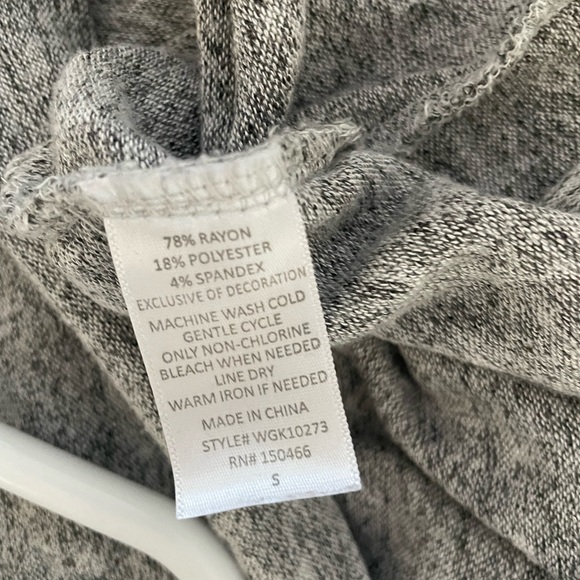 78% RAYON
18% POLYESTER
4% SPANDEX
EXCLUSIVE OF DECORATION
MACHINE WASH COLD
GENTLE CYCLE
ONLY NON-CHLORINE
BLEACH WHEN NEEDED
LINE DRY
WARM IRON IF NEEDED
MADE IN CHINA
STYLE# WGK10273
RN# 150466
S